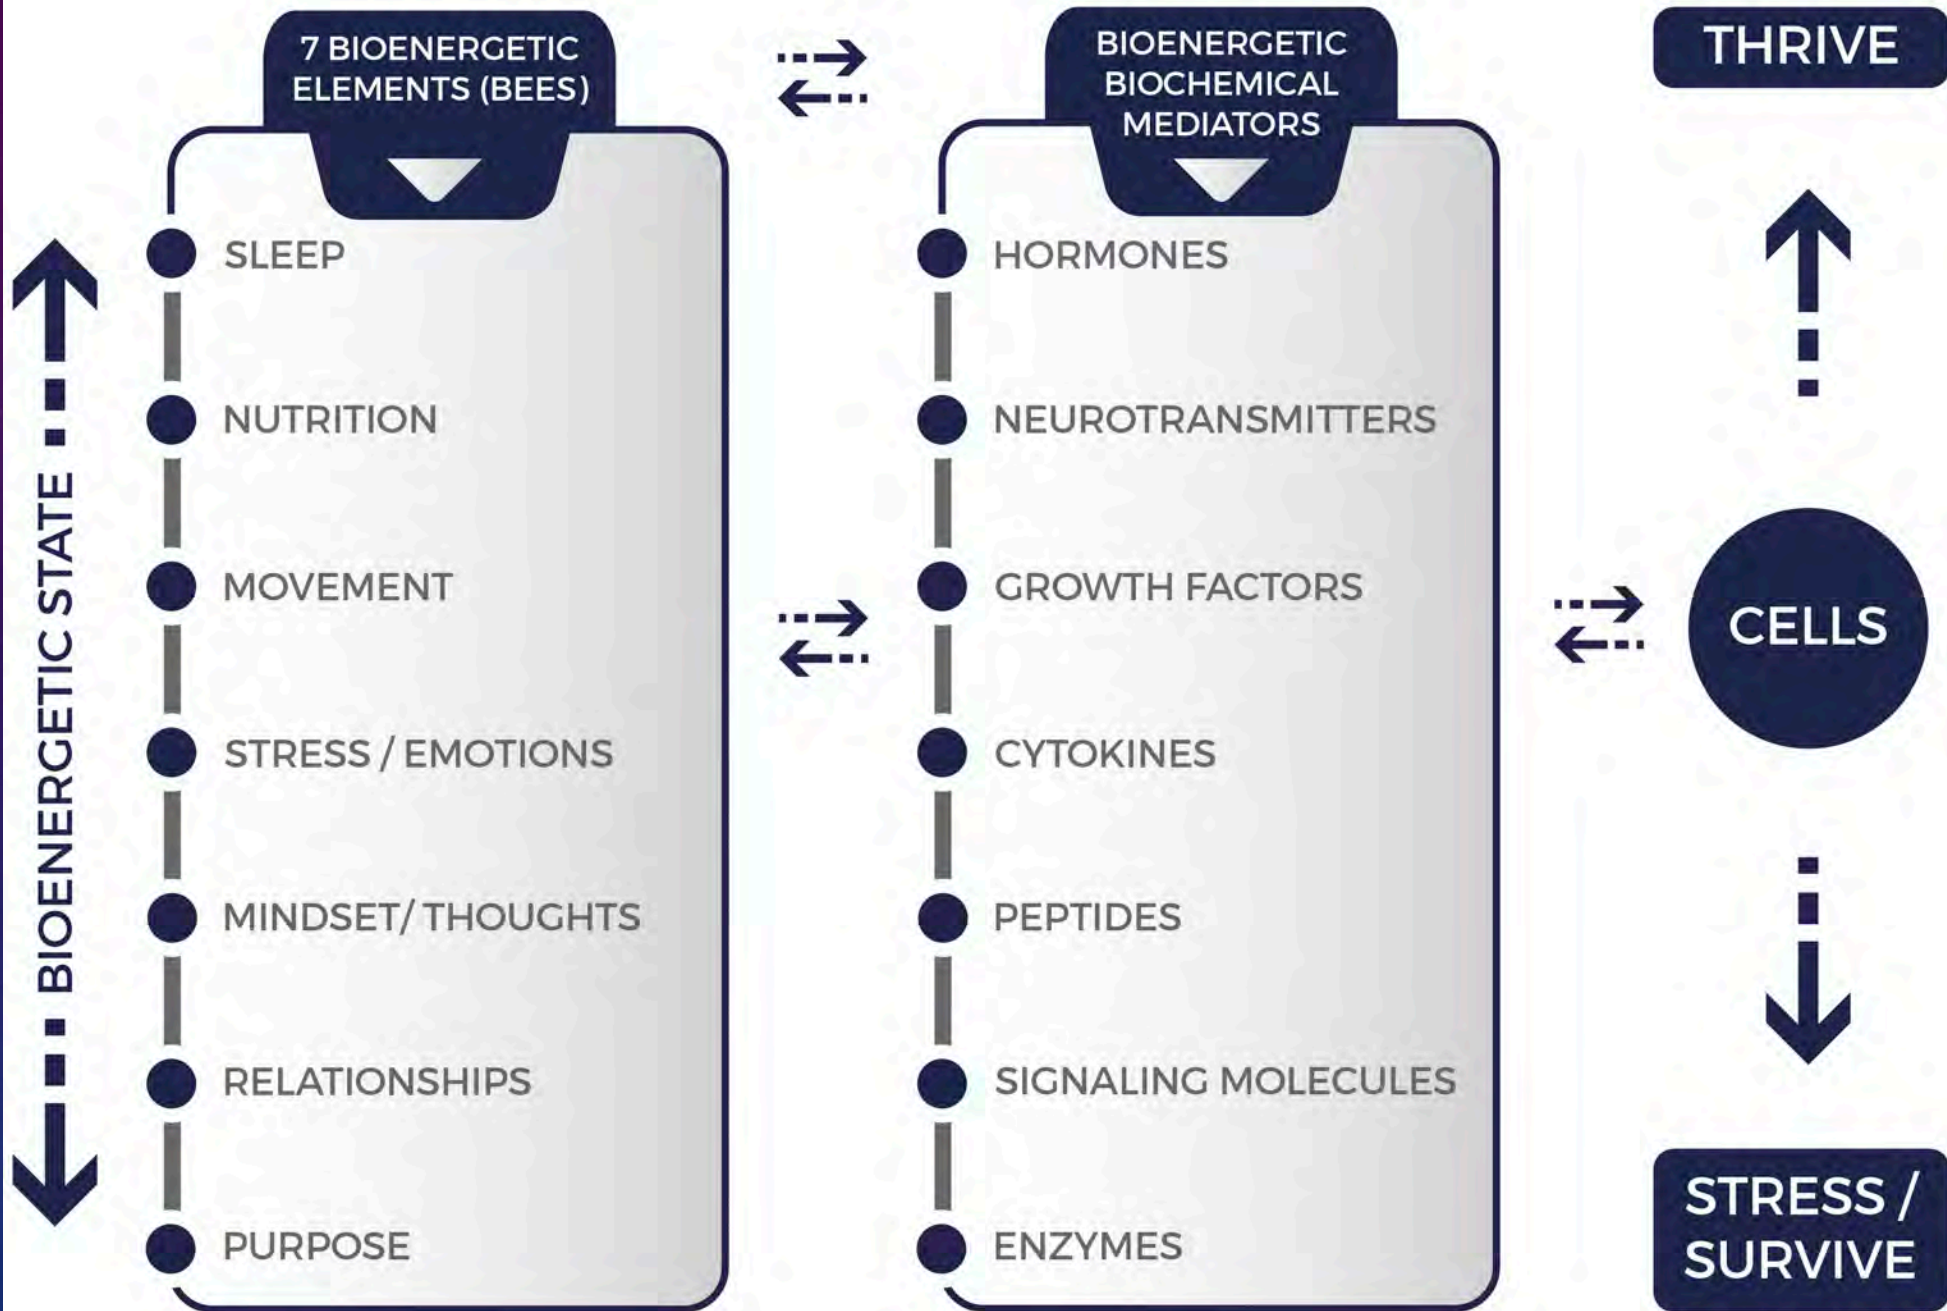 7 BIOENERGETIC
ELEMENTS (BEES)
SLEEP
NUTRITION
MOVEMENT
STRESS / EMOTIONS
MINDSET/ THOUGHTS
RELATIONSHIPS
PURPOSE
BIOENERGETIC STATE
BIOENERGETIC
BIOCHEMICAL
MEDIATORS
HORMONES
NEUROTRANSMITTERS
GROWTH FACTORS
CYTOKINES
PEPTIDES
SIGNALING MOLECULES
ENZYMES
THRIVE
CELLS
STRESS /
SURVIVE